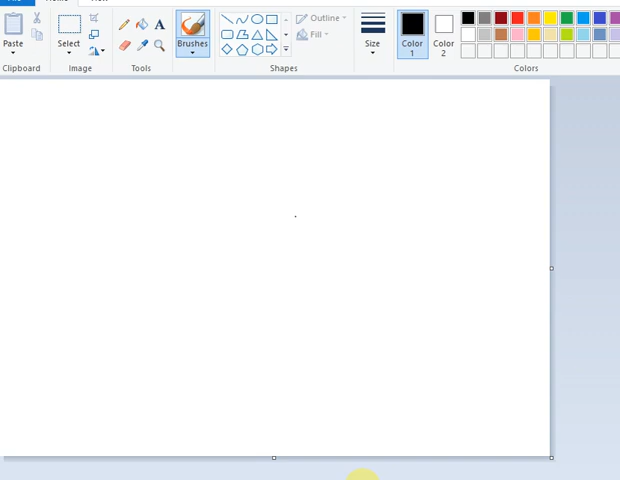 Paste
Select
A
Brushes
Outline
Fill
Size
Color
1
Color
2
Clipboard
Image
Tools
Shapes
Colors